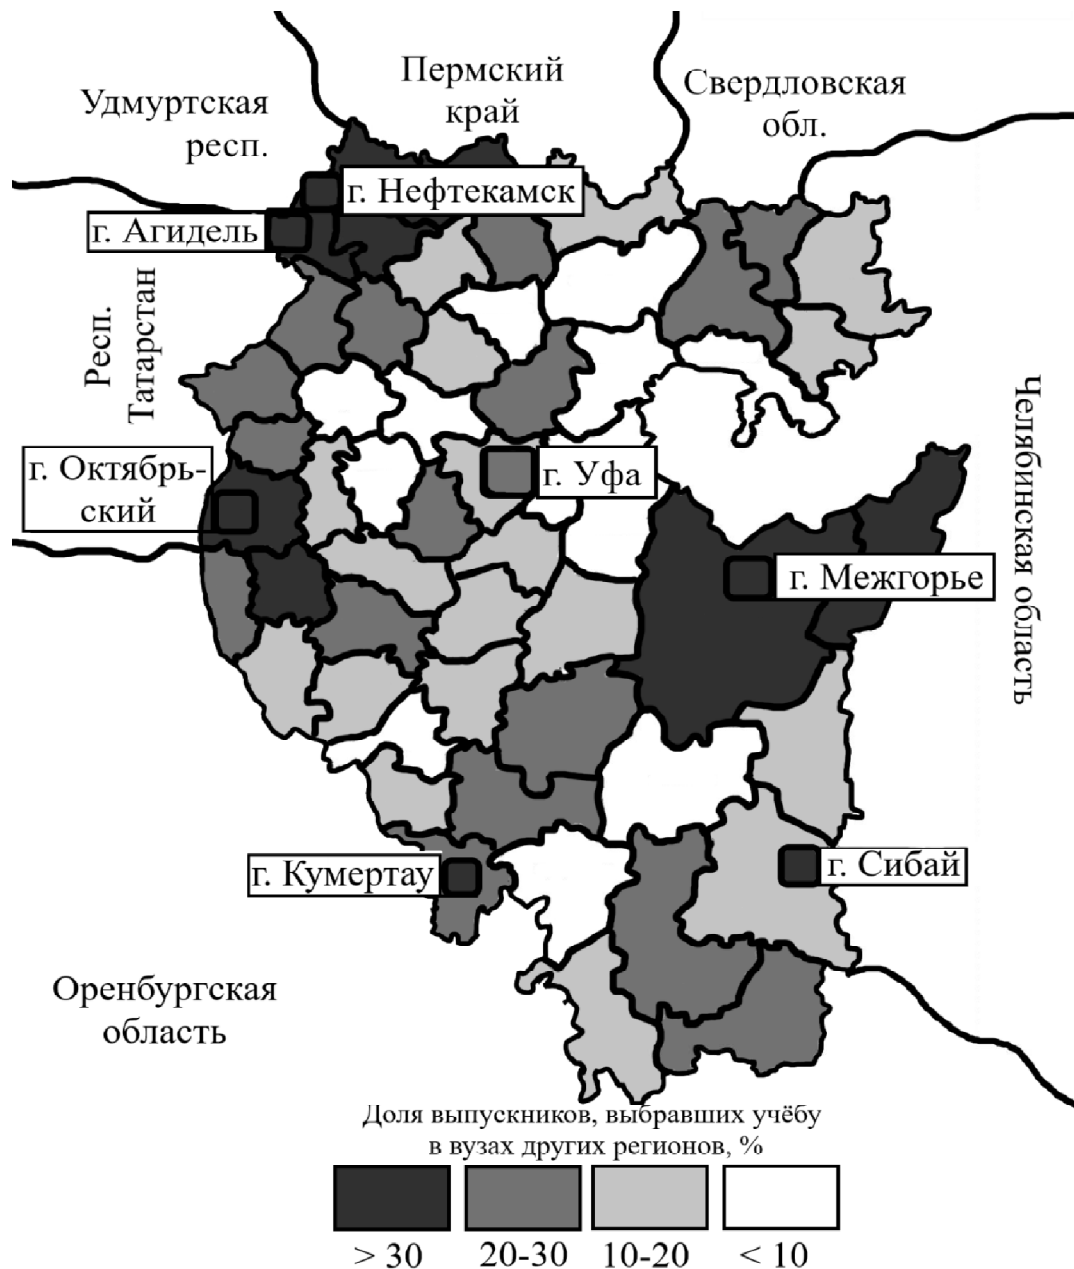 Пермский
край
Свердловская
обл.
Удмуртская
респ.
г. Нефтекамск
г. Агидель
Респ.
Татарстан
Челябинская область
г. Октябрь-
ский
г. Уфа
г. Межгорье
г. Кумертау
г. Сибай
Оренбургская
область
Доля выпускников, выбравших учёбу
в вузах других регионов, %
> 30
20-30
10-20
< 10